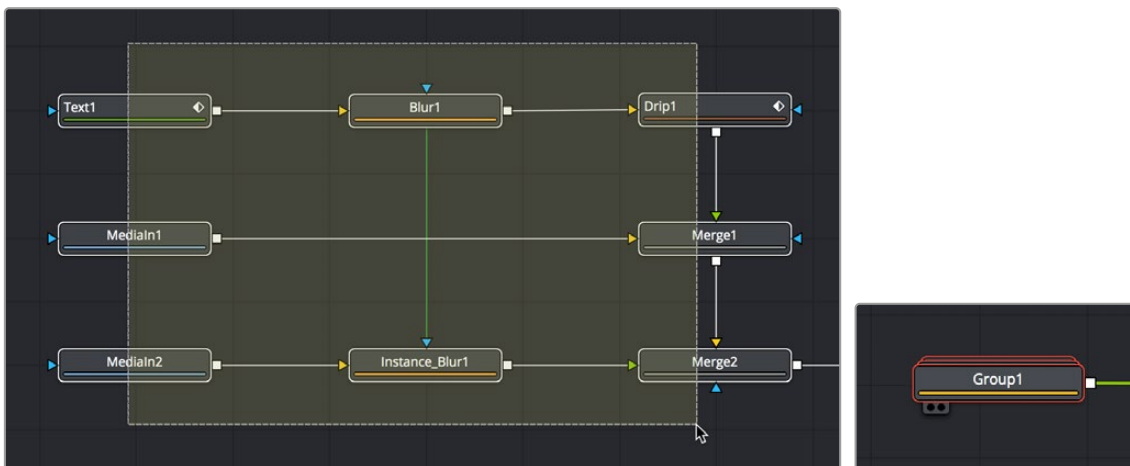 Text1
Blur1
Drip1
MediaIn1
Merge1
MediaIn2
Instance_Blur1
Merge2
Group1